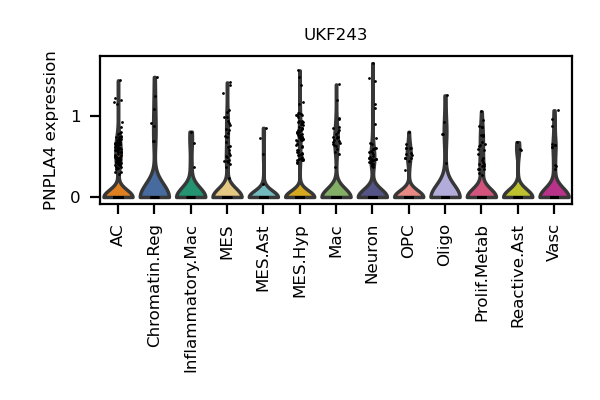 UKF243
PNPLA4 expression
1
0
AC
Chromatin.Reg
Inflammatory.Mac
MES
MES.Ast
MES.Hyp
Mac
Neuron
OPC
Oligo
Prolif.Metab
Reactive.Ast
Vasc